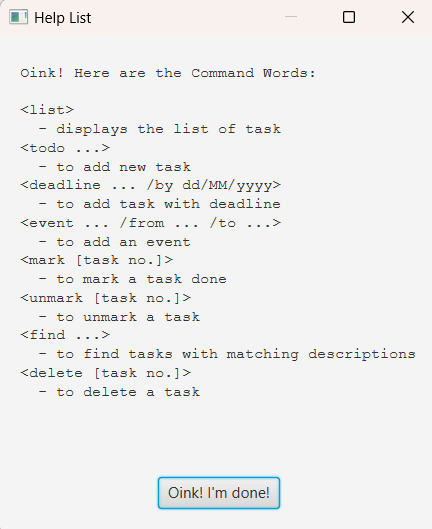 Help List
Oink! Here are the Command Words:
<list>
- displays the list of task
<todo ...>
- to add new task
<deadline ... /by dd/MM/yyyy>
- to add task with deadline
<event ... /from ... /to ...>
- to add an event
<mark [task no.]>
- to mark a task done
<unmark [task no.]>
- to unmark a task
<find ...>
- to find tasks with matching descriptions
<delete [task no.]>
- to delete a task
Oink! I'm done!